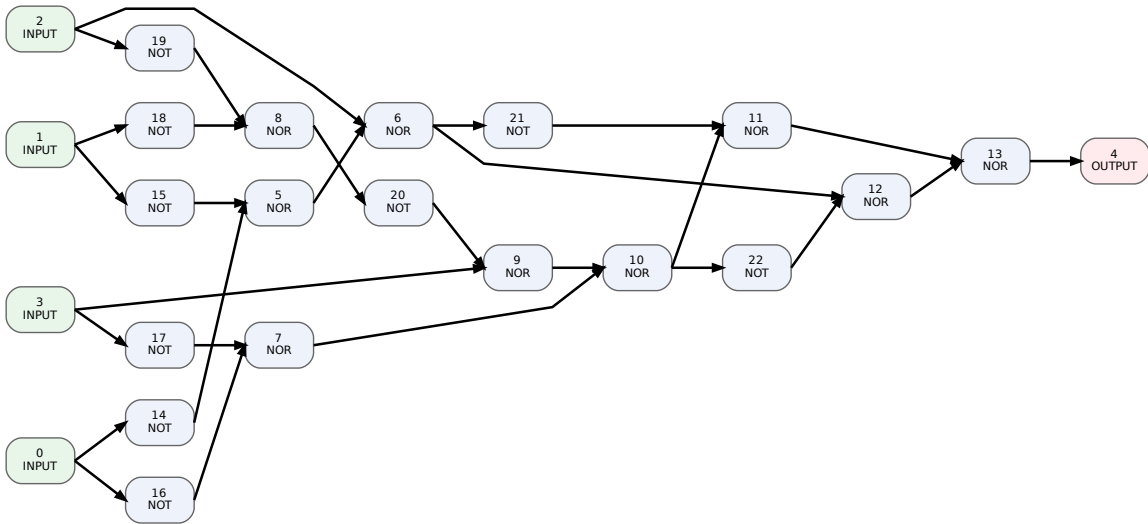 2
INPUT
19
NOT
1
INPUT
18
NOT
8
NOR
6
NOR
21
NOT
11
NOR
13
NOR
4
OUTPUT
15
NOT
5
NOR
20
NOT
12
NOR
9
NOR
10
NOR
22
NOT
3
INPUT
17
NOT
7
NOR
14
NOT
0
INPUT
16
NOT